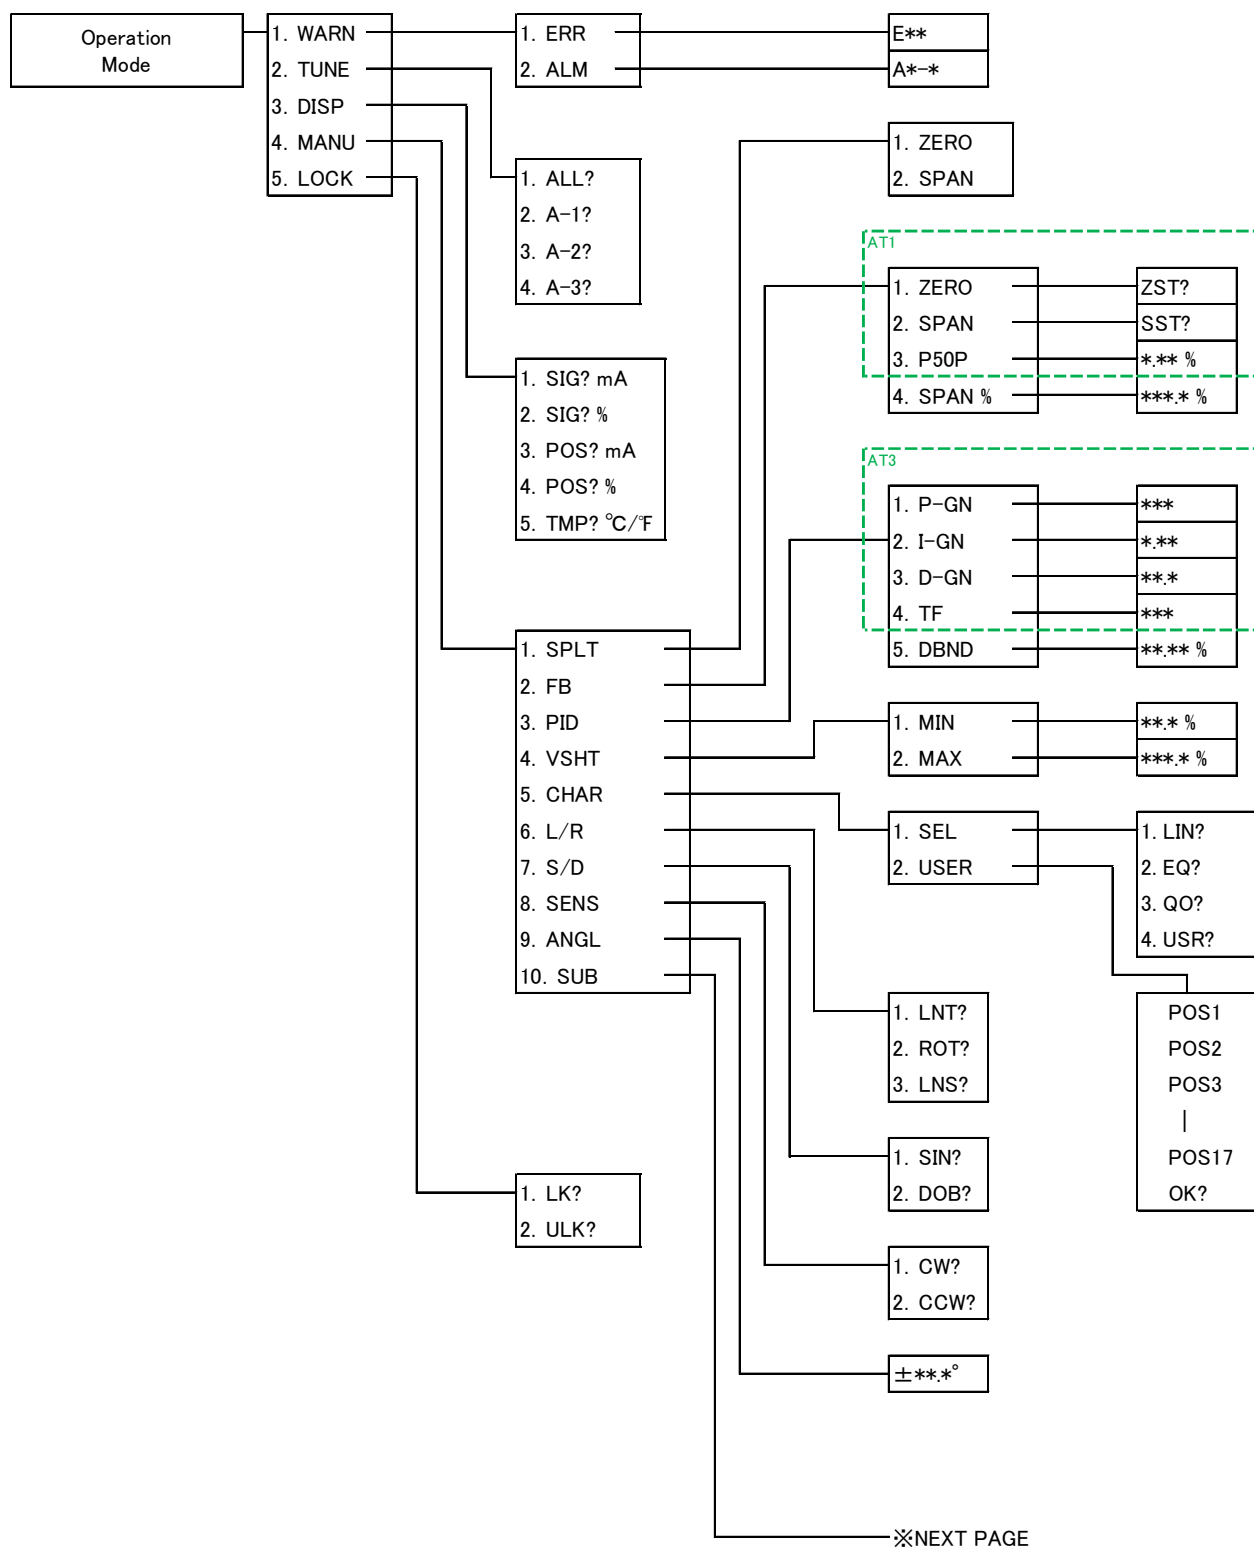 Operation
Mode
1. WARN
2. TUNE
3. DISP
4. MANU
5. LOCK
1. ERR
2. ALM
E**
A*-*
1. ALL?
2. A-1?
3. A-2?
4. A-3?
1. SIG? mA
2. SIG? %
3. POS? mA
4. POS? %
5. TMP? ℃/℉
1. SPLT
2. FB
3. PID
4. VSHT
5. CHAR
6. L/R
7. S/D
8. SENS
9. ANGL
10. SUB
1. LK?
2. ULK?
1. ZERO
2. SPAN
AT1
1. ZERO
2. SPAN
3. P50P
4. SPAN %
ZST?
SST?
*.** %
***.* %
AT3
1. P-GN
2. I-GN
3. D-GN
4. TF
5. DBND
***
*.**
**.*
***
**.** %
1. MIN
2. MAX
**.* %
***.* %
1. SEL
2. USER
1. LIN?
2. EQ?
3. QO?
4. USR?
POS1
POS2
POS3
|
POS17
OK?
1. LNT?
2. ROT?
3. LNS?
1. SIN?
2. DOB?
1. CW?
2. CCW?
±**.*°
※NEXT PAGE